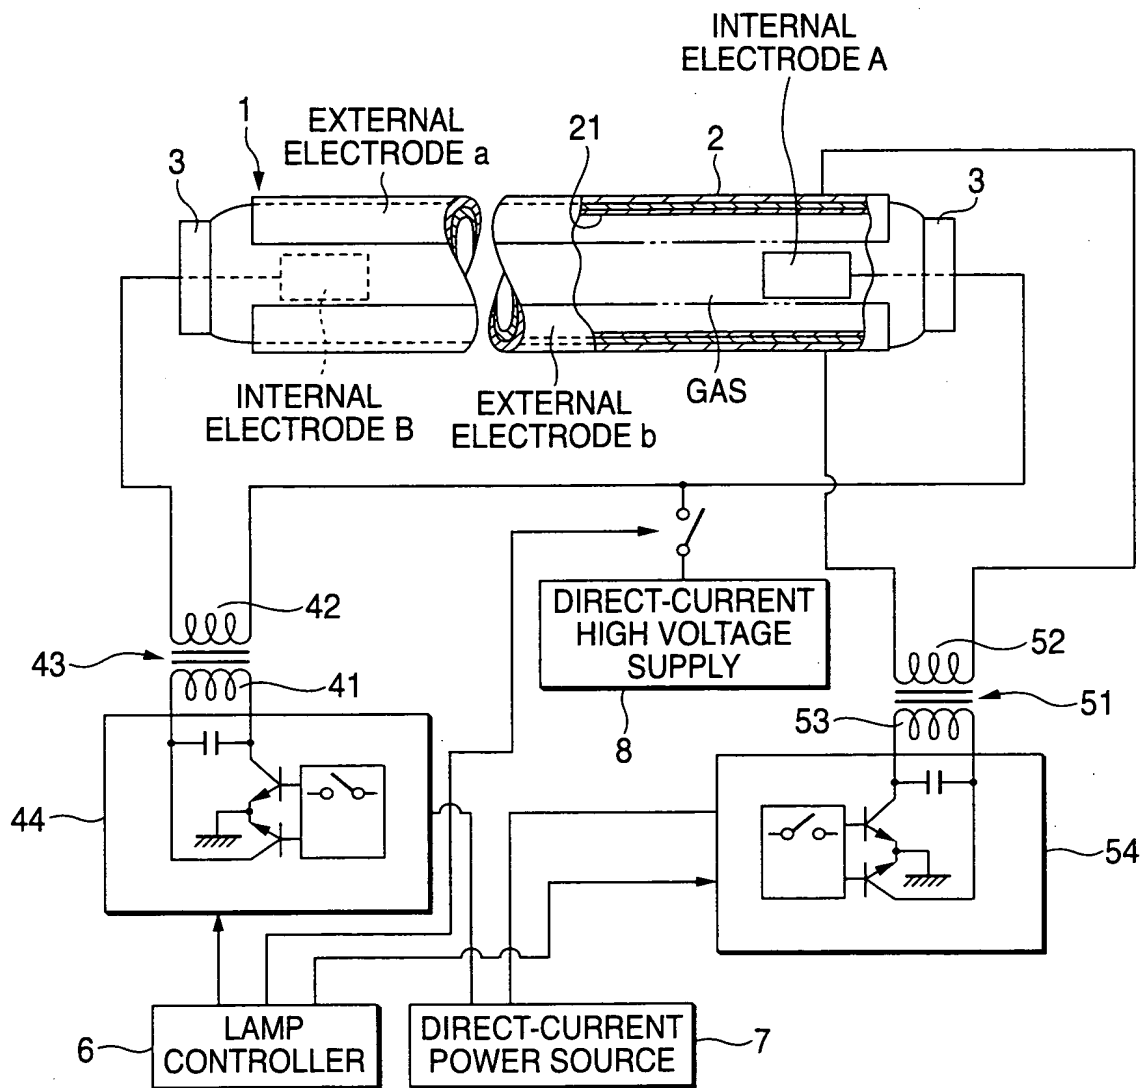 INTERNAL
ELECTRODE A
1
EXTERNAL
ELECTRODE a
21
2
3
3
INTERNAL
ELECTRODE B
EXTERNAL
ELECTRODE b
GAS
42
43
41
DIRECT-CURRENT
HIGH VOLTAGE
SUPPLY
8
52
51
53
44
54
6
LAMP
CONTROLLER
DIRECT-CURRENT
POWER SOURCE
7